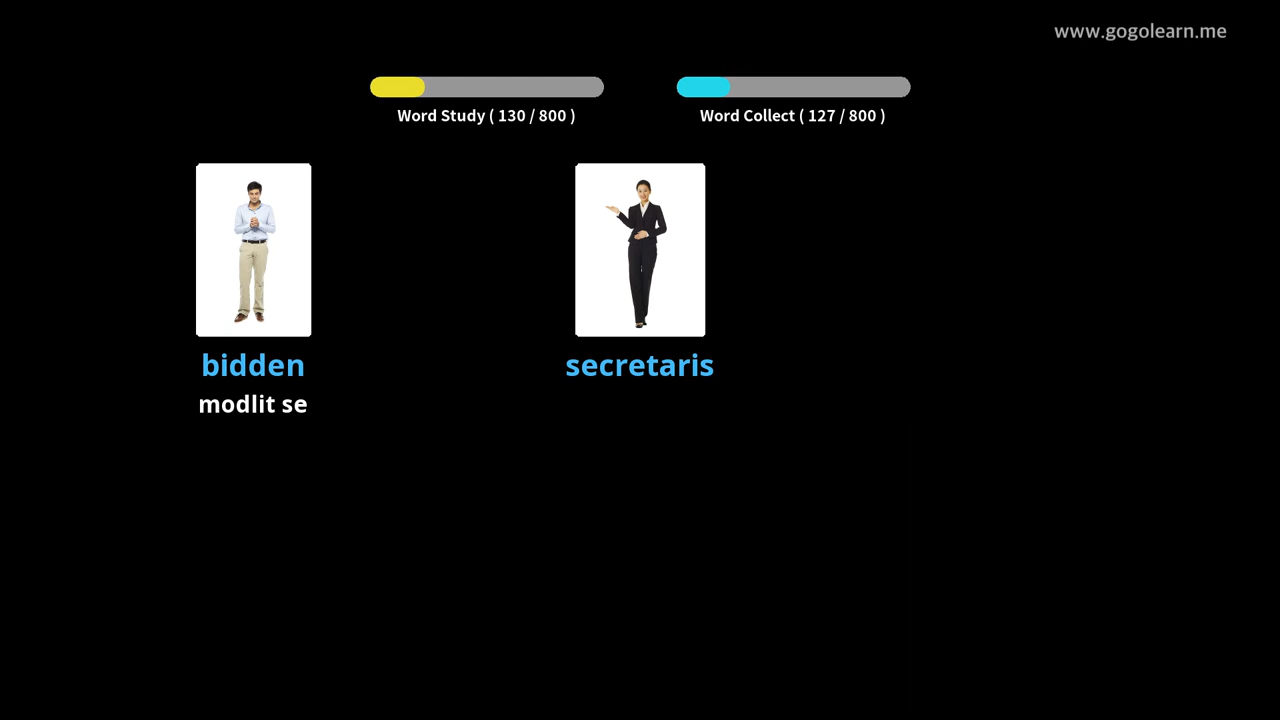 www.gogolearn.me
Word Study ( 130 / 800 )
Word Collect ( 127 / 800 )
bidden
modlit se
secretaris